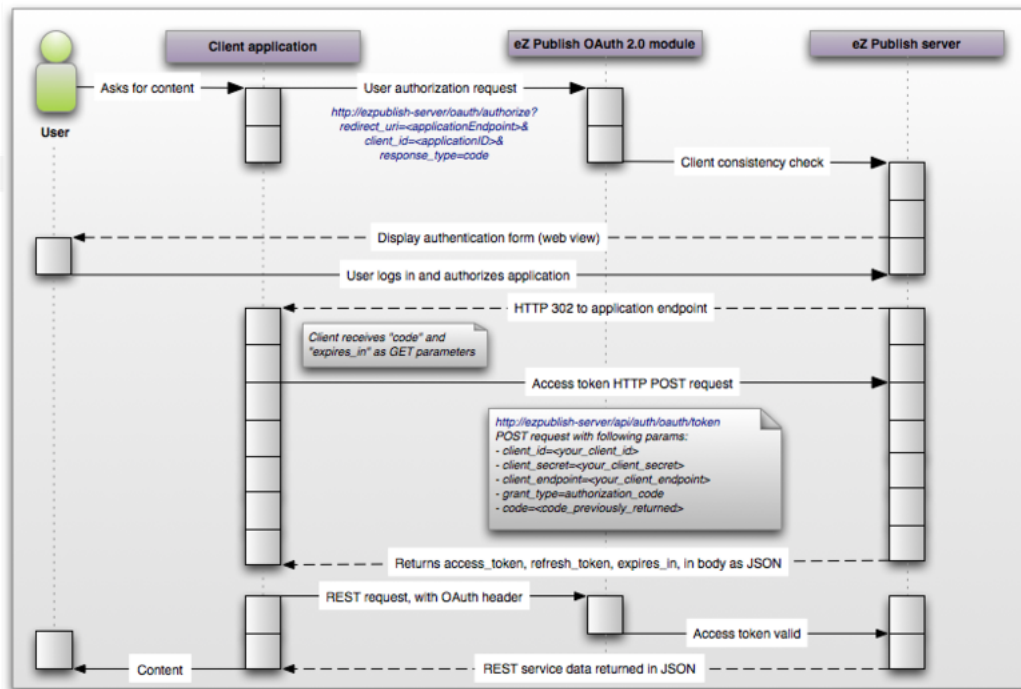 Client application
eZ Publish OAuth 2.0 module
eZ Publish server
Asks for content
User authorization request
User
http://ezpublish-server/oauth/authorize?
redirect_uri=<applicationEndpoint>&
client_id=<applicationID>&
response_type=code
Client consistency check
Display authentication form (web view)
User logs in and authorizes application
HTTP 302 to application endpoint
Client receives "code" and
"expires_in" as GET parameters
Access token HTTP POST request
http://ezpublish-server/api/auth/oauth/token
POST request with following params:
- client_id=<your_client_id>
- client_secret=<your_client_secret>
- client_endpoint=<your_client_endpoint>
- grant_type=authorization_code
- code=<code_previously_returned>
Returns access_token, refresh_token, expires_in, in body as JSON
REST request, with OAuth header
Access token valid
Content
REST service data returned in JSON